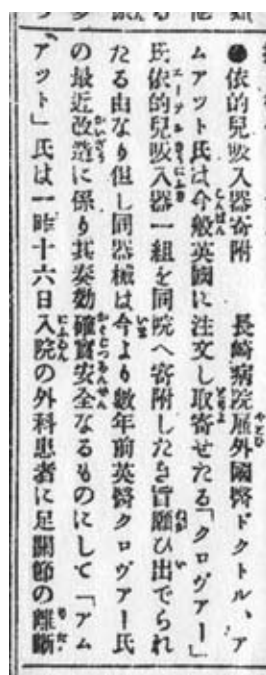 ●依的兒吸入器寄附　長崎病院雇外國醫ドクトル、ア
ムアツト氏は今般英國に注文し取寄せたる「クロヴアー」
氏依的兒吸入器一組を同院へ寄附したき旨願ひ出でられ
たる由なり但し同器械は今より數年前英醫クロヴアー氏
の最近改造に係り其奏効確實安全なるものにして「アム
アツト」氏は一昨十六日入院の外科患者に足關節の離斷